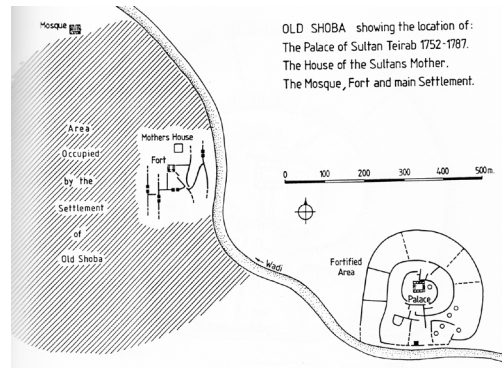 Mosque
OLD SHOBA showing the location of:
The Palace of Sultan Teirab 1752-1787.
The House of the Sultans Mother.
The Mosque, Fort and main Settlement.
Area
Occupied
by the
Settlement
of
Old Shoba
Mothers House
Fort
0 100 200 300 400 500m.
Wadi
Fortified
Area
Palace